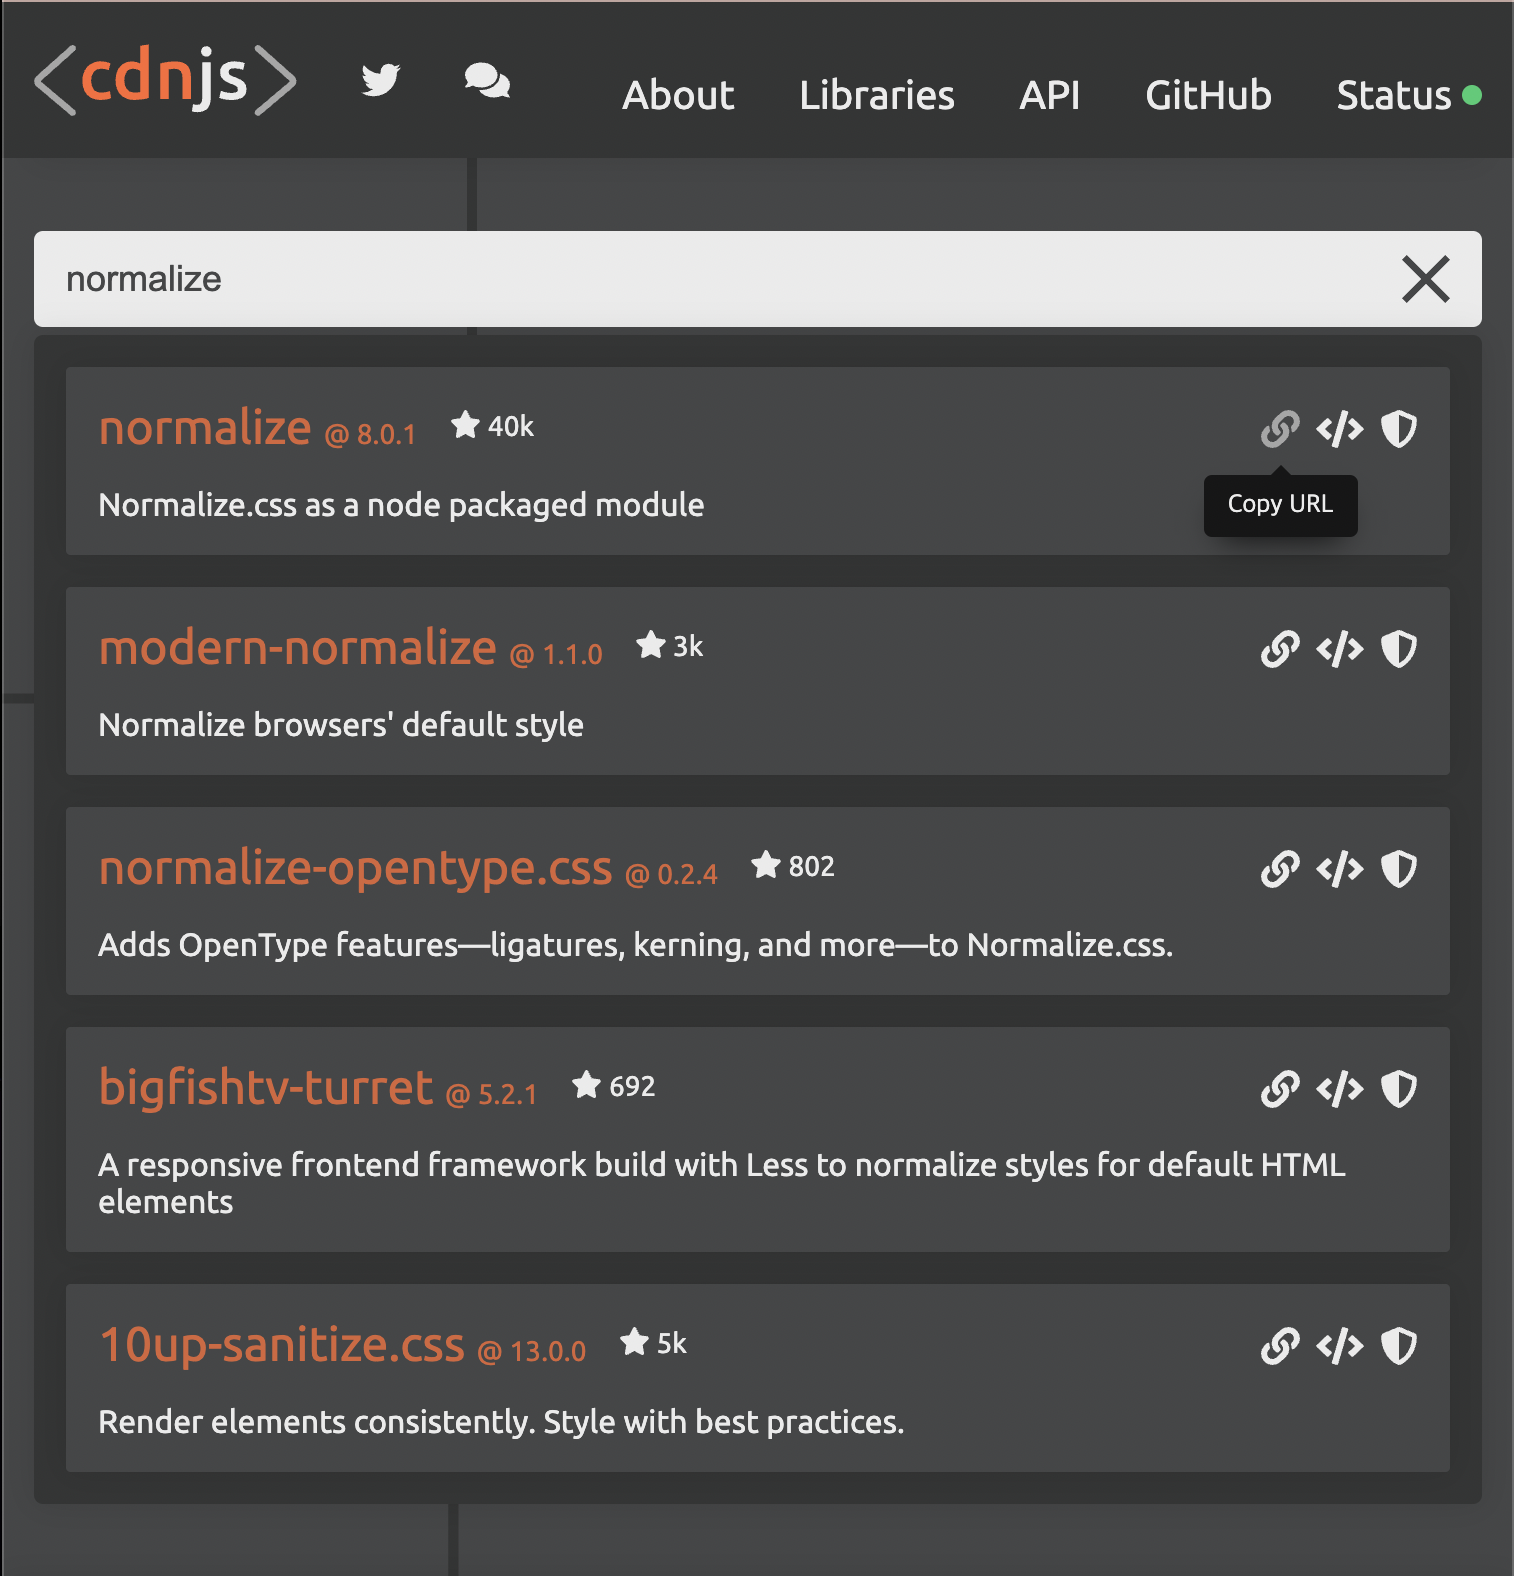 <cdnjs>
About Libraries API GitHub Status
normalize
normalize @ 8.0.1 40k
Copy URL
Normalize.css as a node packaged module
modern-normalize @ 1.1.0 3k
Normalize browsers' default style
normalize-opentype.css @ 0.2.4 802
Adds OpenType features—ligatures, kerning, and more—to Normalize.css.
bigfishtv-turret @ 5.2.1 692
A responsive frontend framework build with Less to normalize styles for default HTML
elements
10up-sanitize.css @ 13.0.0 5k
Render elements consistently. Style with best practices.